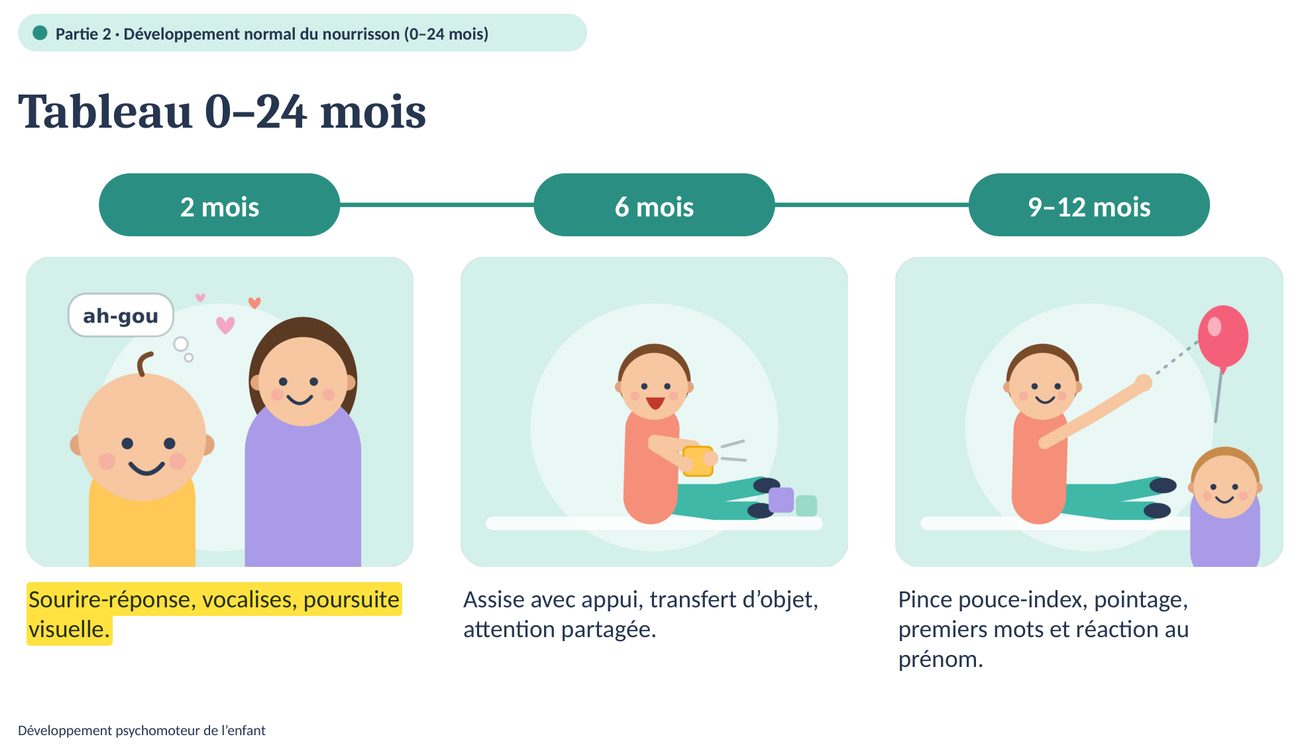 Partie 2 · Développement normal du nourrisson (0–24 mois)
Tableau 0–24 mois
2 mois
6 mois
9–12 mois
ah-gou
Sourire-réponse, vocalises, poursuite
visuelle.
Assise avec appui, transfert d’objet,
attention partagée.
Pince pouce-index, pointage,
premiers mots et réaction au
prénom.
Développement psychomoteur de l’enfant